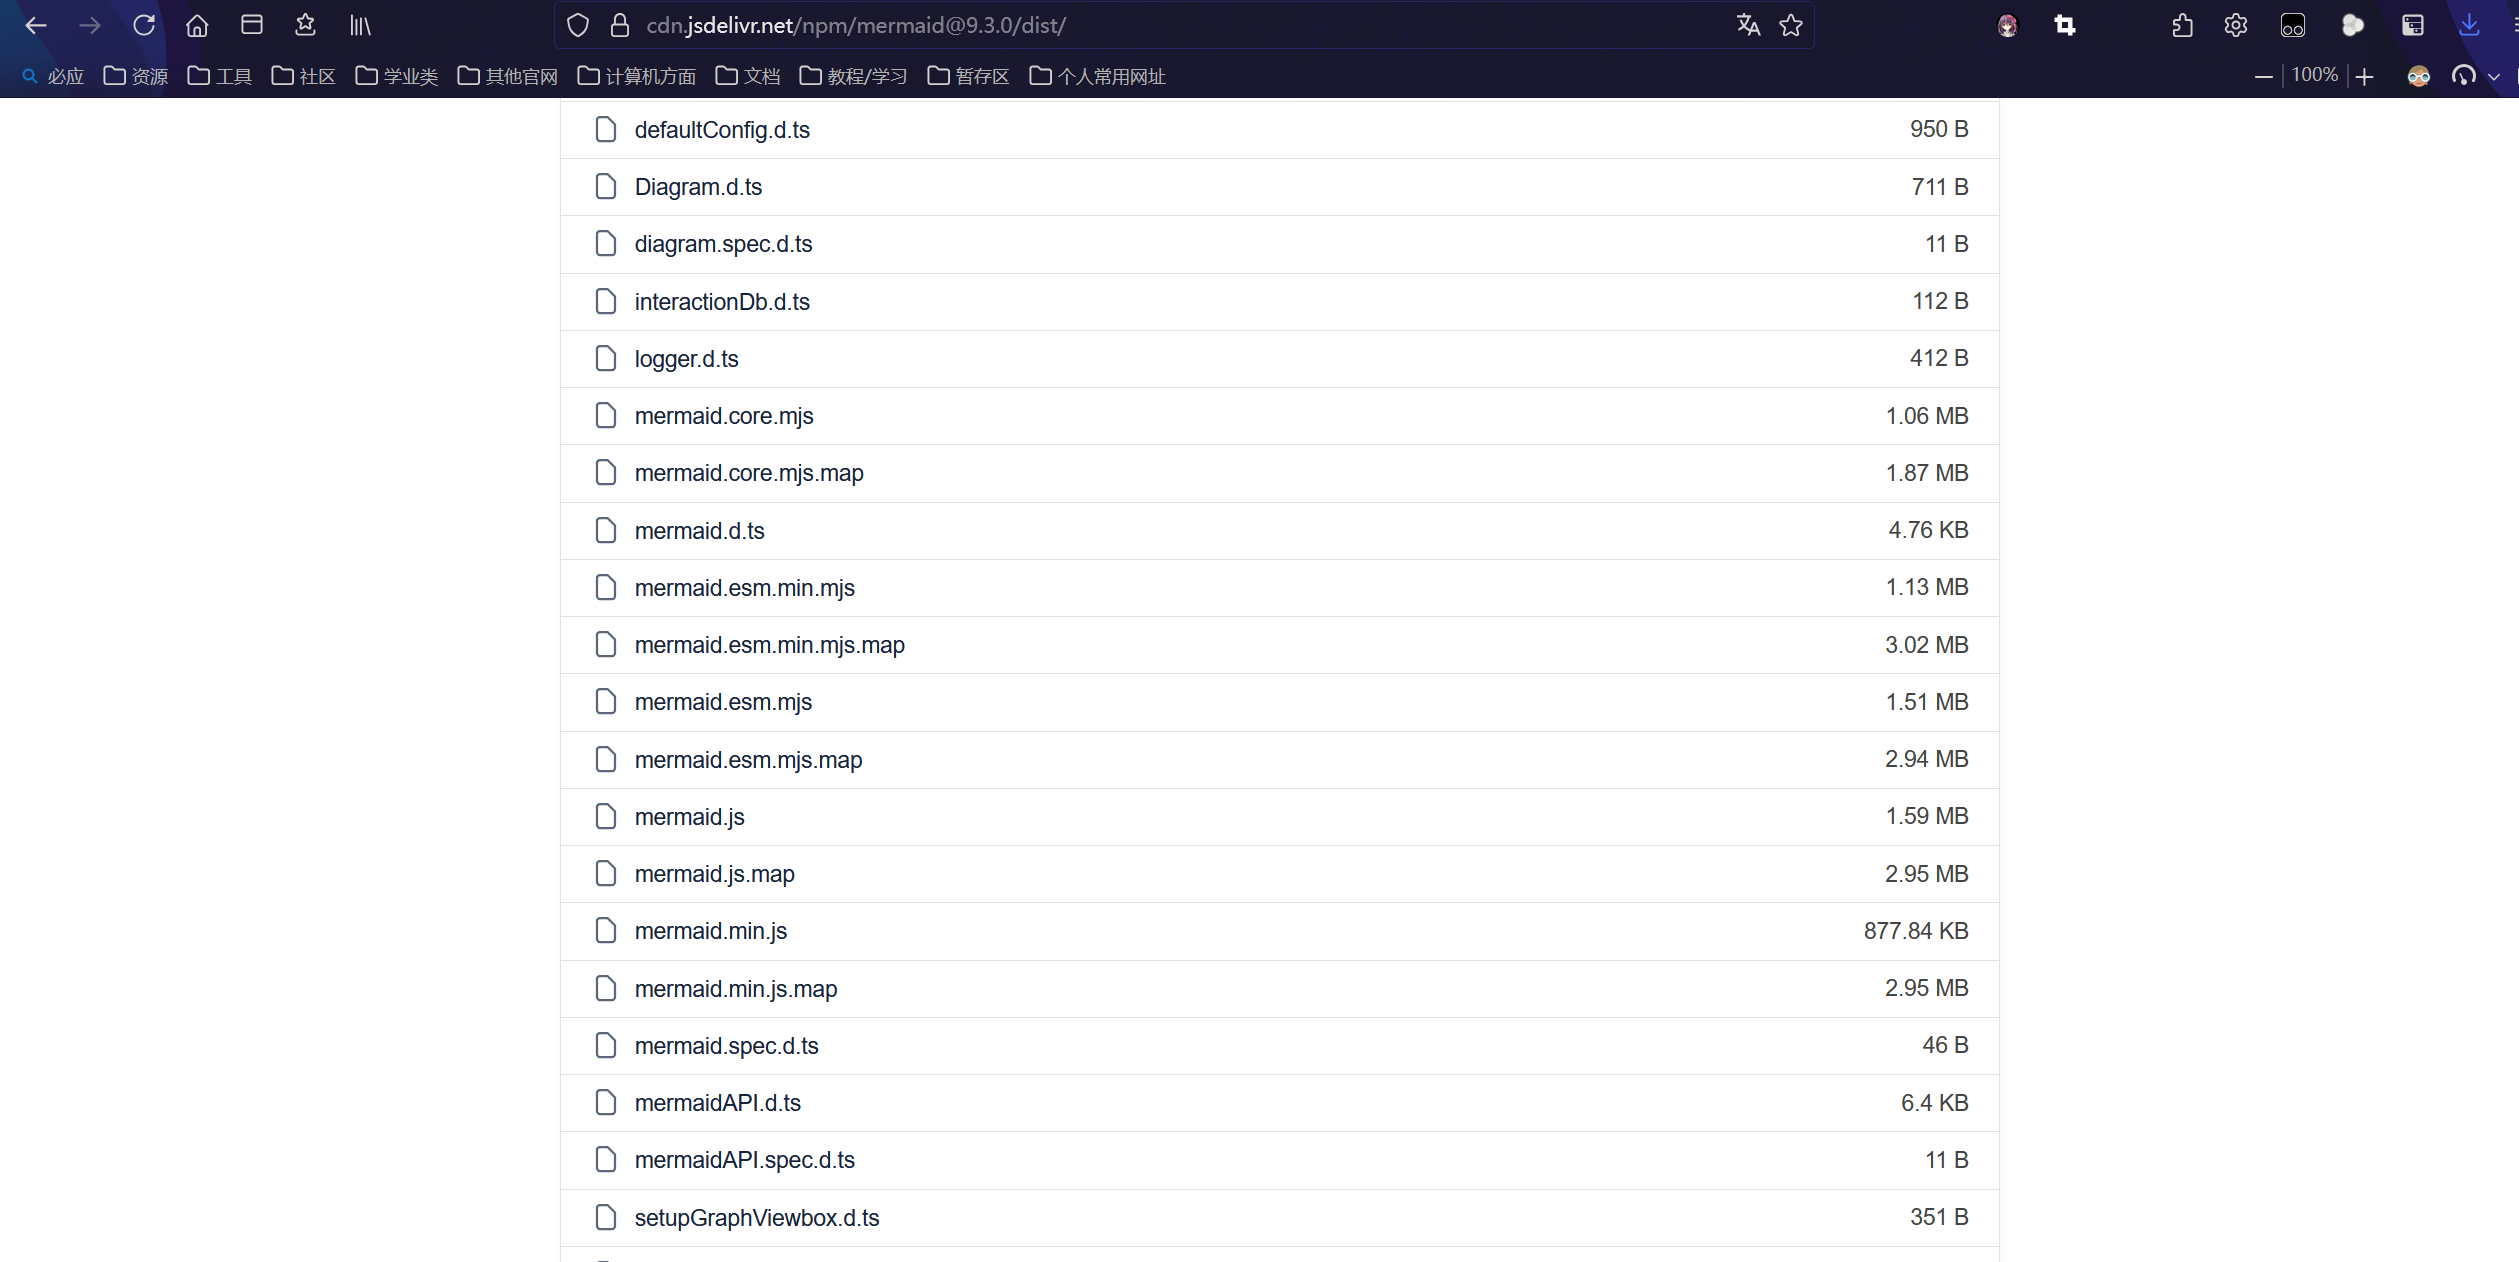 cdn.jsdelivr.net/npm/mermaid@9.3.0/dist/
必应 资源 工具 社区 学业类 其他官网 计算机方面 文档 教程/学习 暂存区 个人常用网址 100%
defaultConfig.d.ts 950 B
Diagram.d.ts 711 B
diagram.spec.d.ts 11 B
interactionDb.d.ts 112 B
logger.d.ts 412 B
mermaid.core.mjs 1.06 MB
mermaid.core.mjs.map 1.87 MB
mermaid.d.ts 4.76 KB
mermaid.esm.min.mjs 1.13 MB
mermaid.esm.min.mjs.map 3.02 MB
mermaid.esm.mjs 1.51 MB
mermaid.esm.mjs.map 2.94 MB
mermaid.js 1.59 MB
mermaid.js.map 2.95 MB
mermaid.min.js 877.84 KB
mermaid.min.js.map 2.95 MB
mermaid.spec.d.ts 46 B
mermaidAPI.d.ts 6.4 KB
mermaidAPI.spec.d.ts 11 B
setupGraphViewbox.d.ts 351 B